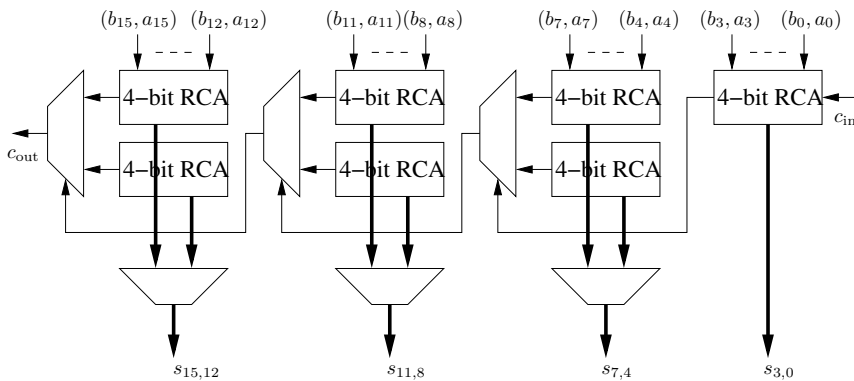 (b15, a15) (b12, a12) (b11, a11)(b8, a8) (b7, a7) (b4, a4) (b3, a3) (b0, a0)
4−bit RCA 4−bit RCA 4−bit RCA 4−bit RCA
cout cin
4−bit RCA 4−bit RCA 4−bit RCA
s15,12 s11,8 s7,4 s3,0